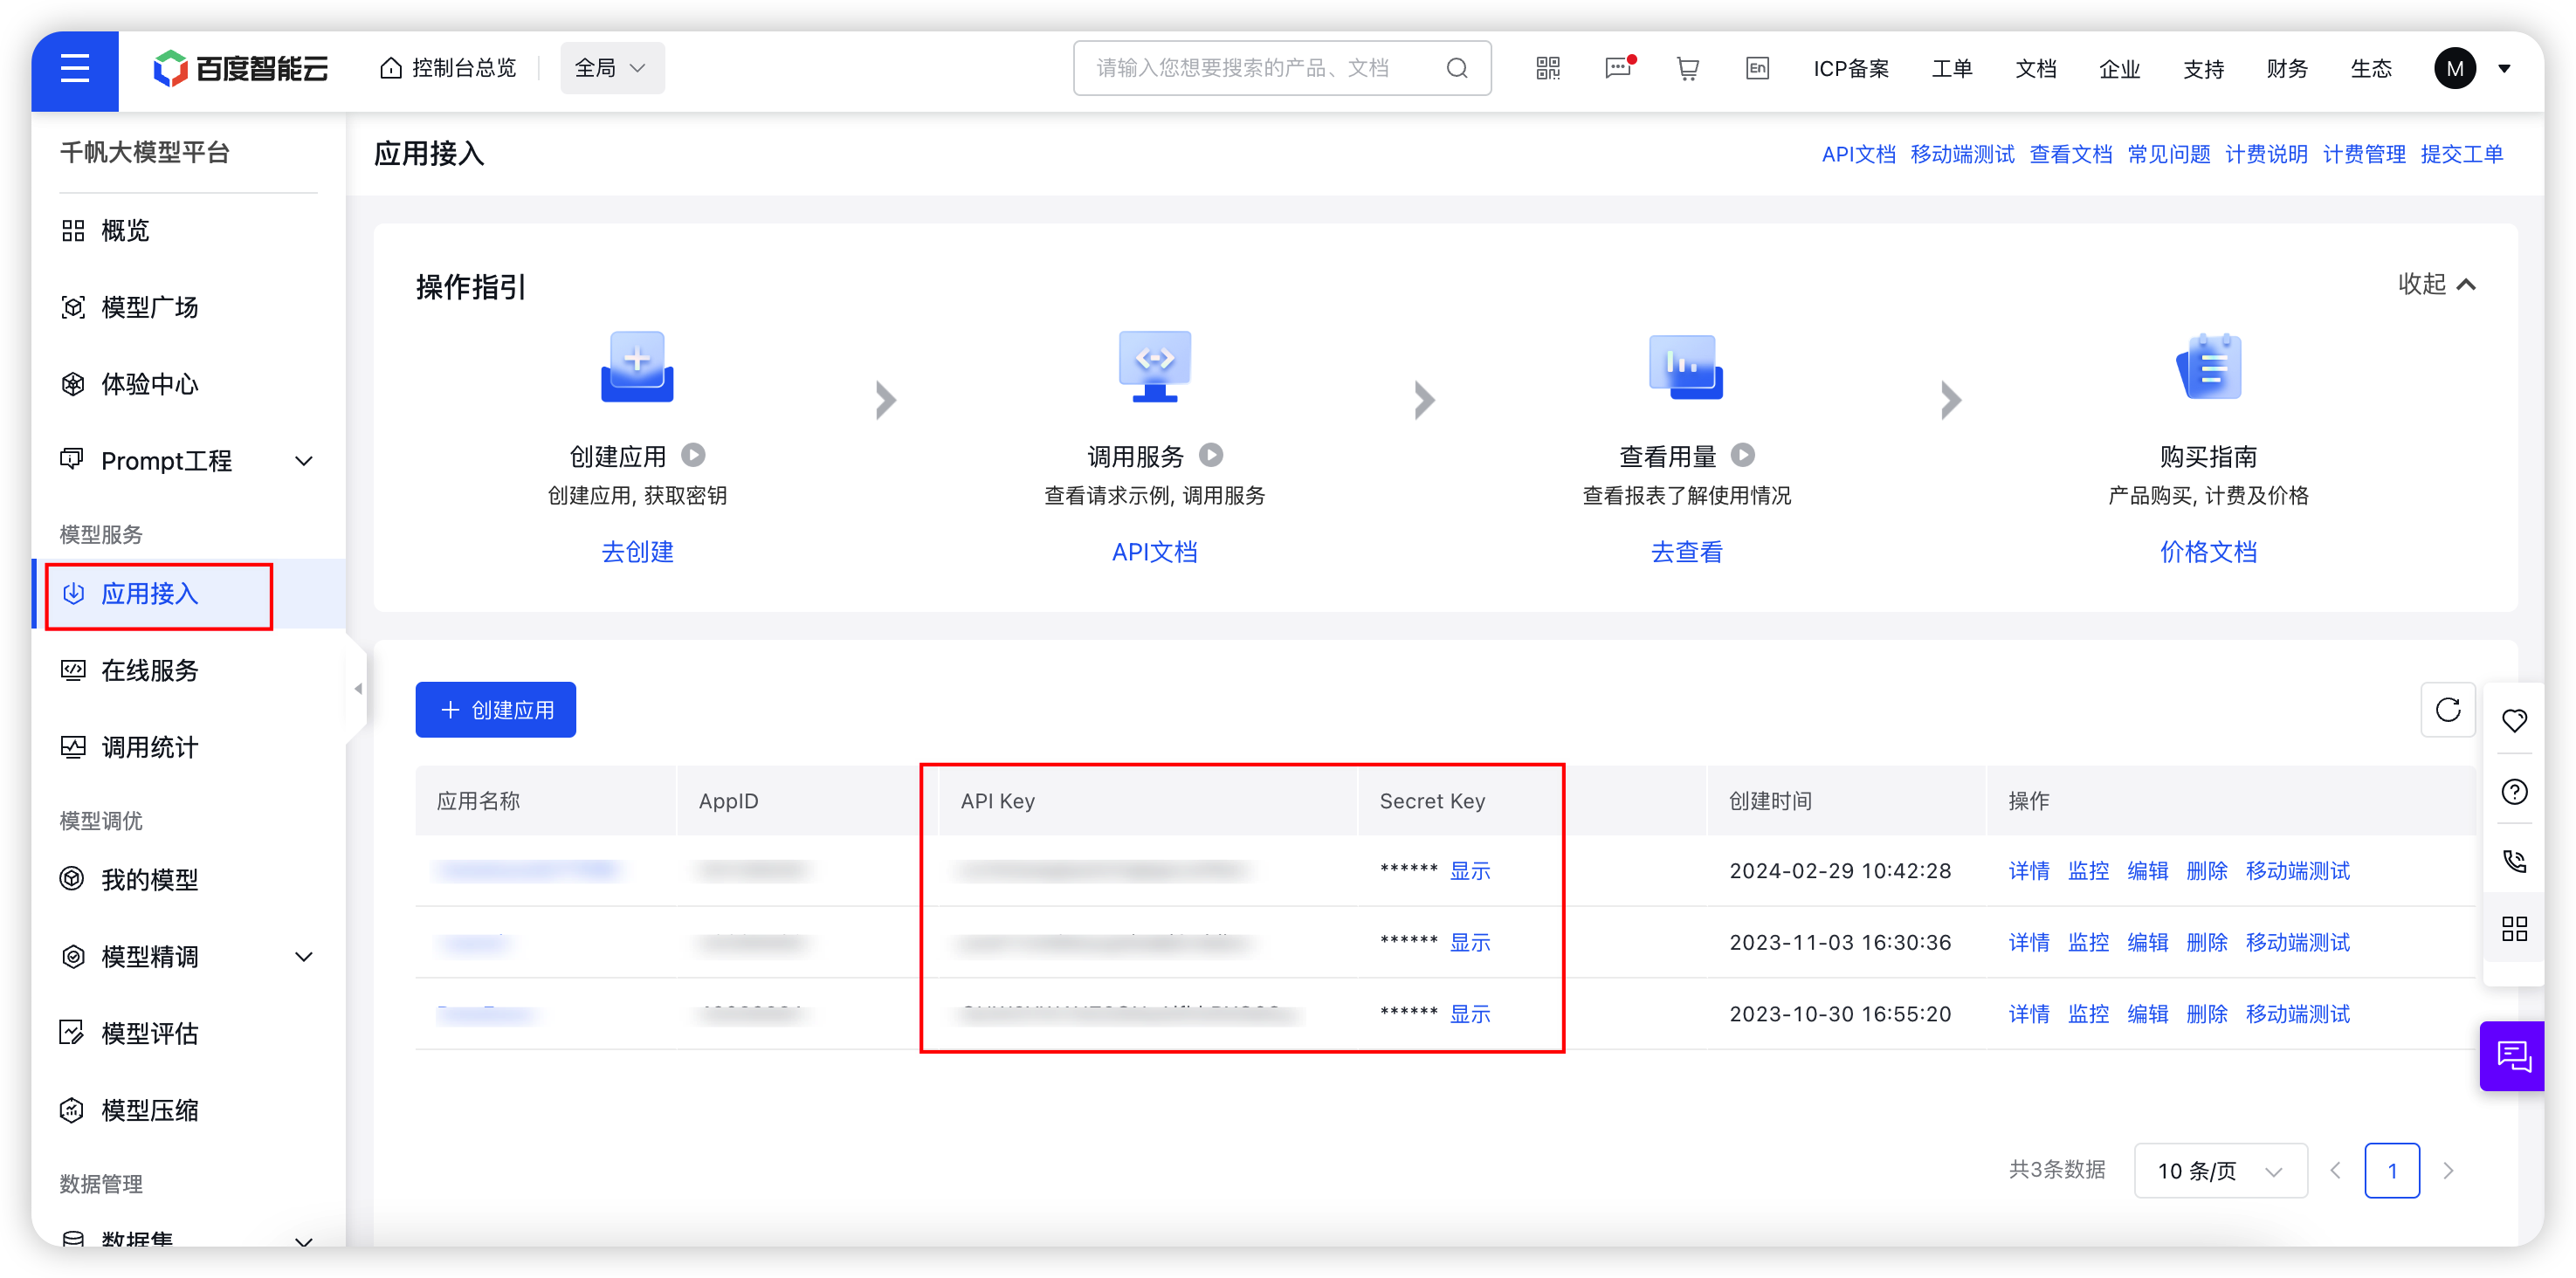 百度智能云 控制台总览 全局 请输入您想要搜索的产品、文档 En ICP备案 工单 文档 企业 支持 财务 生态 M
千帆大模型平台
概览
模型广场
体验中心
Prompt工程
模型服务
应用接入
在线服务
调用统计
模型调优
我的模型
模型精调
模型评估
模型压缩
数据管理
数据集
应用接入 API文档 移动端测试 查看文档 常见问题 计费说明 计费管理 提交工单
操作指引 收起
创建应用 调用服务 查看用量 购买指南
创建应用, 获取密钥 查看请求示例, 调用服务 查看报表了解使用情况 产品购买, 计费及价格
去创建 API文档 去查看 价格文档
创建应用
应用名称 AppID API Key Secret Key 创建时间 操作
****** 显示 2024-02-29 10:42:28 详情 监控 编辑 删除 移动端测试
****** 显示 2023-11-03 16:30:36 详情 监控 编辑 删除 移动端测试
****** 显示 2023-10-30 16:55:20 详情 监控 编辑 删除 移动端测试
共3条数据 10 条/页 1